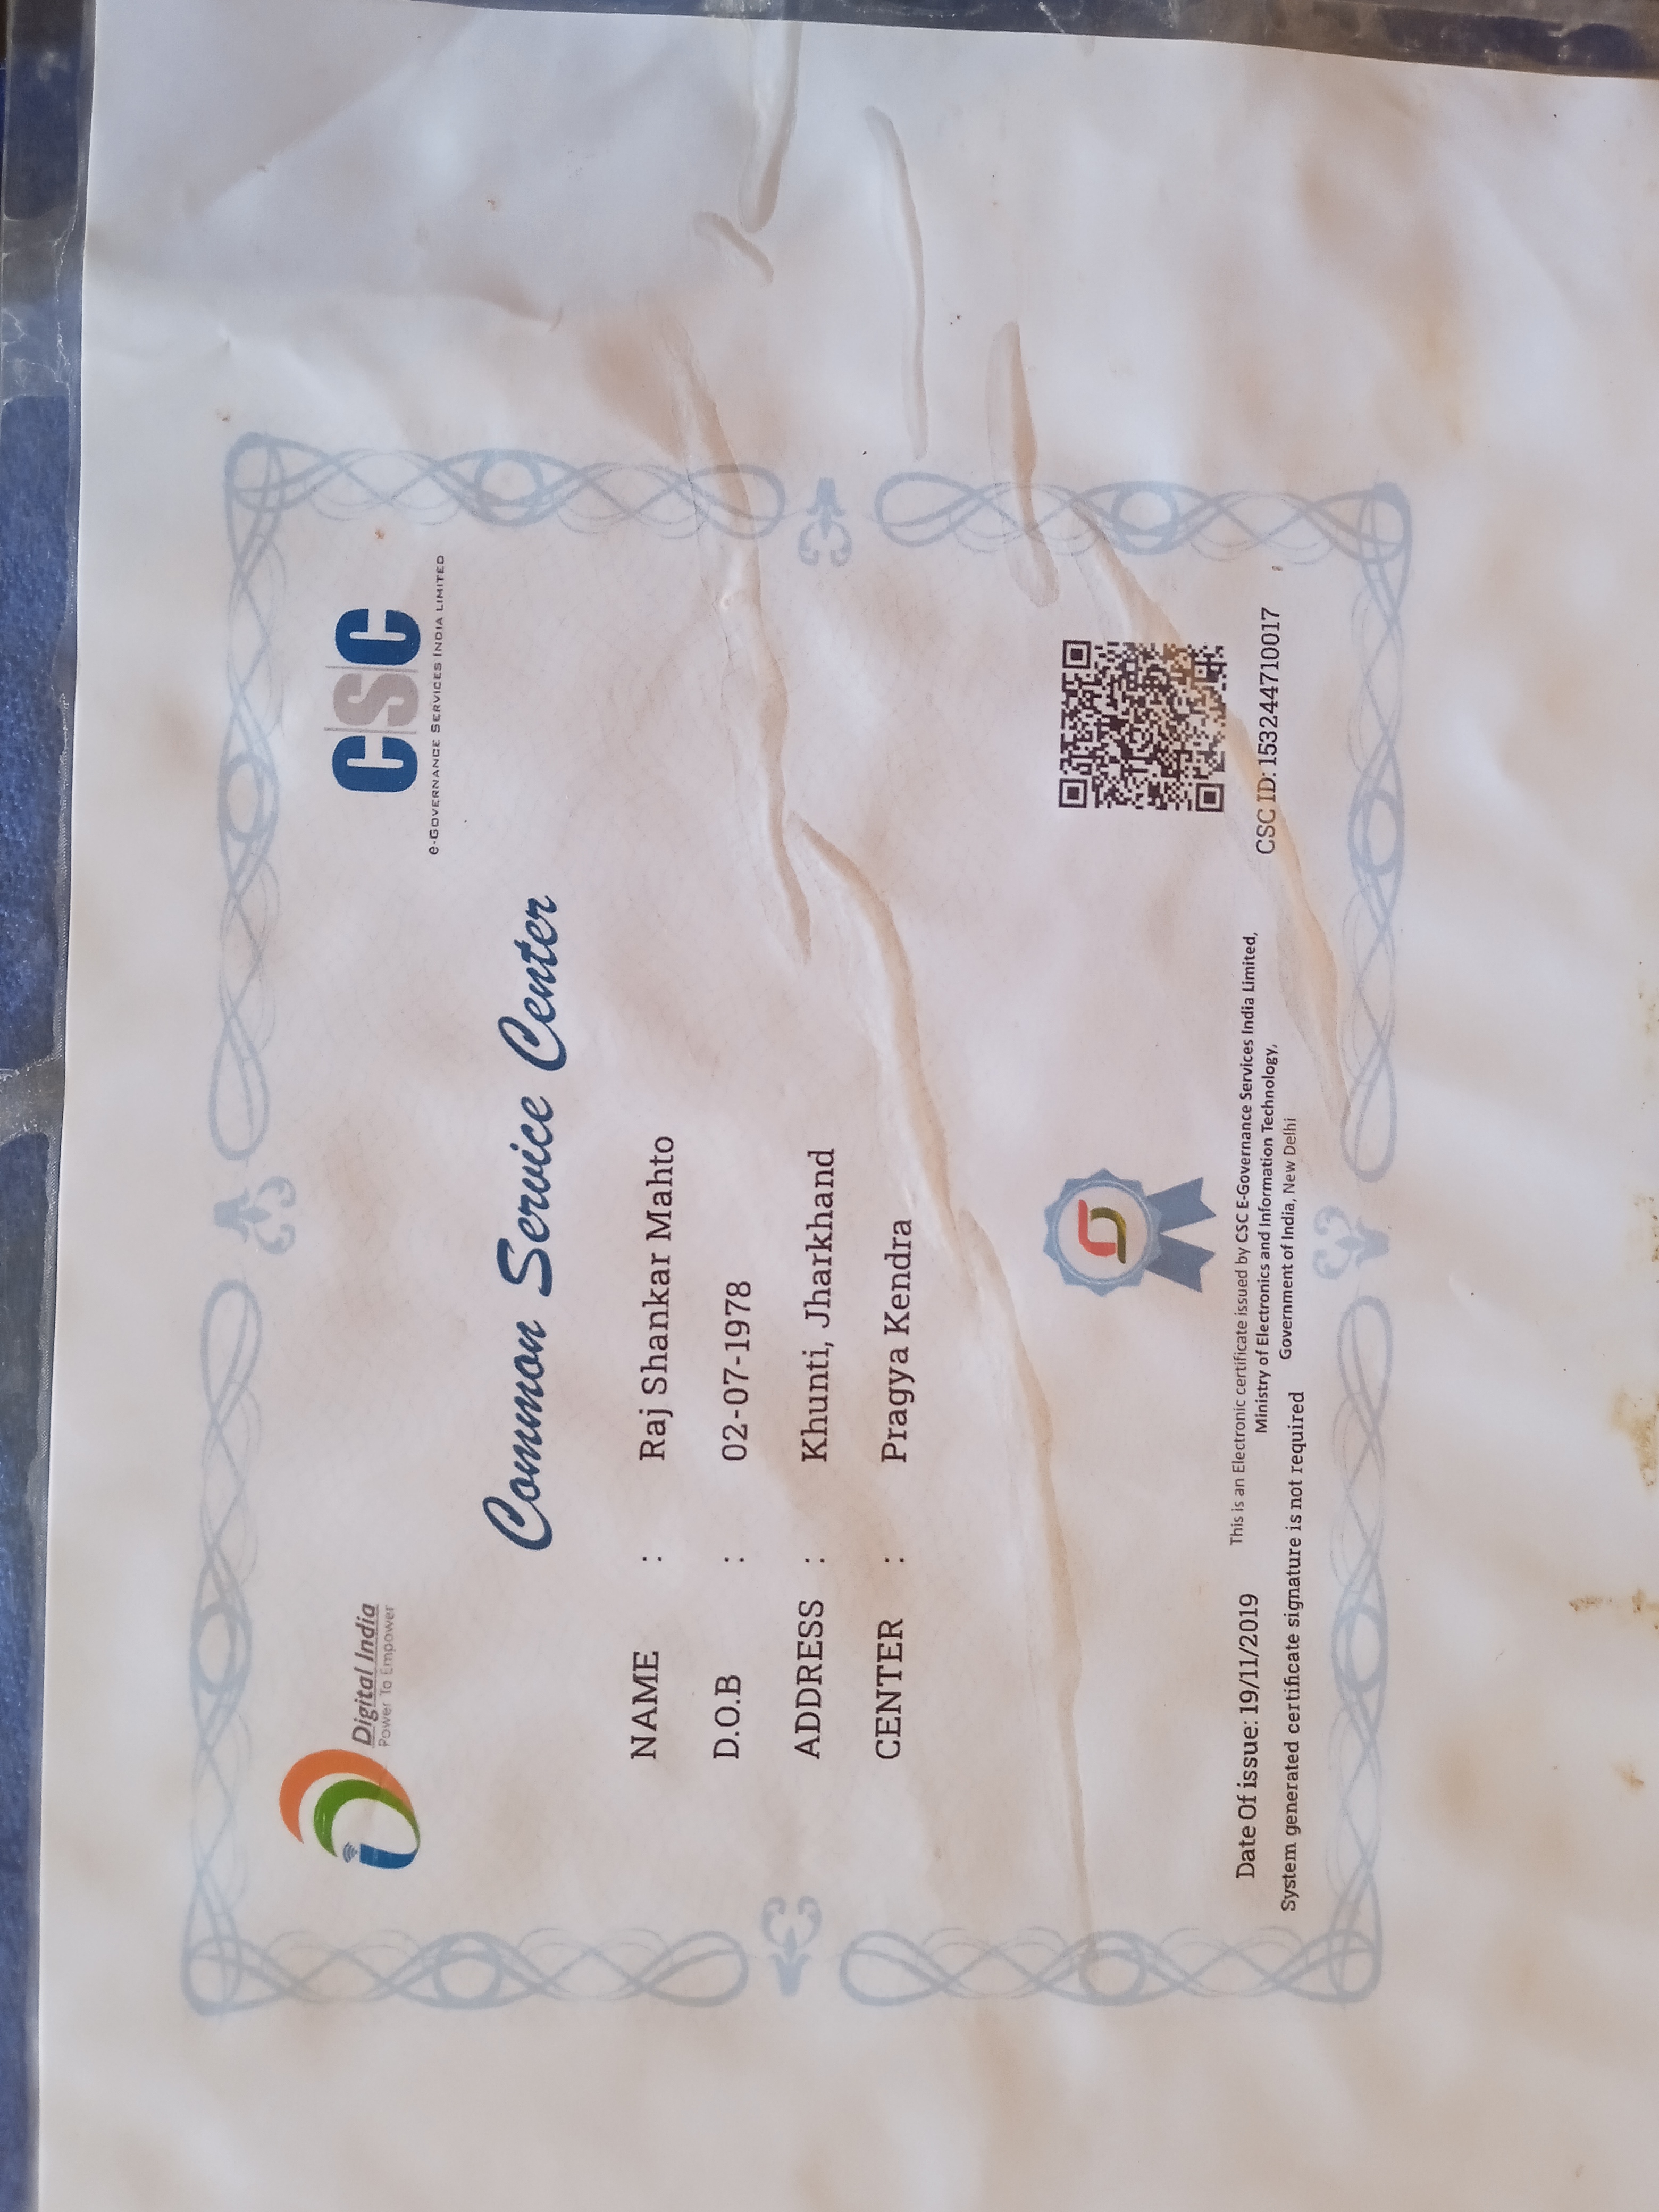 Digital India
Power To Empower
CSC
e-Governance Services India Limited
Common Service Center
NAME : Raj Shankar Mahto
D.O.B : 02-07-1978
ADDRESS : Khunti, Jharkhand
CENTER : Pragya Kendra
Date Of issue: 19/11/2019
This is an Electronic certificate issued by CSC E-Governance Services India Limited,
Ministry of Electronics and Information Technology,
Government of India, New Delhi
CSC ID: 153244710017
System generated certificate signature is not required